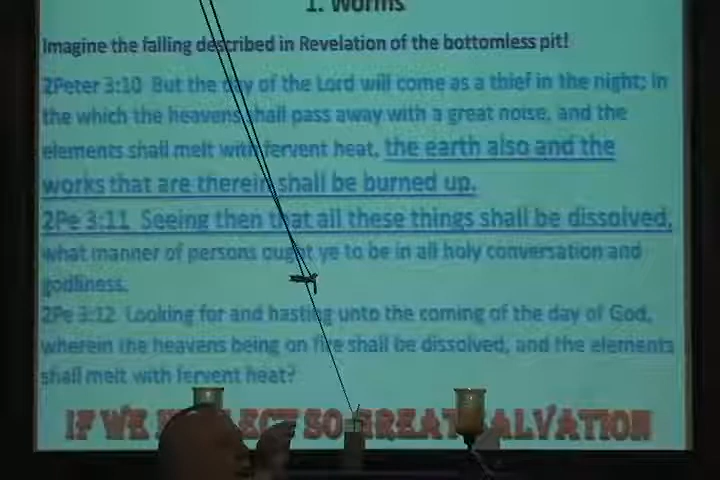 1. Worms
Imagine the falling described in Revelation of the bottomless pit!
2Peter 3:10 But the day of the Lord will come as a thief in the night; in
the which the heavens shall pass away with a great noise, and the
elements shall melt with fervent heat, the earth also and the
works that are therein shall be burned up.
2Pe 3:11 Seeing then that all these things shall be dissolved,
what manner of persons ought ye to be in all holy conversation and
godliness,
2Pe 3:12 Looking for and hasting unto the coming of the day of God,
wherein the heavens being on fire shall be dissolved, and the elements
shall melt with fervent heat?
IF WE NEGLECT SO GREAT SALVATION